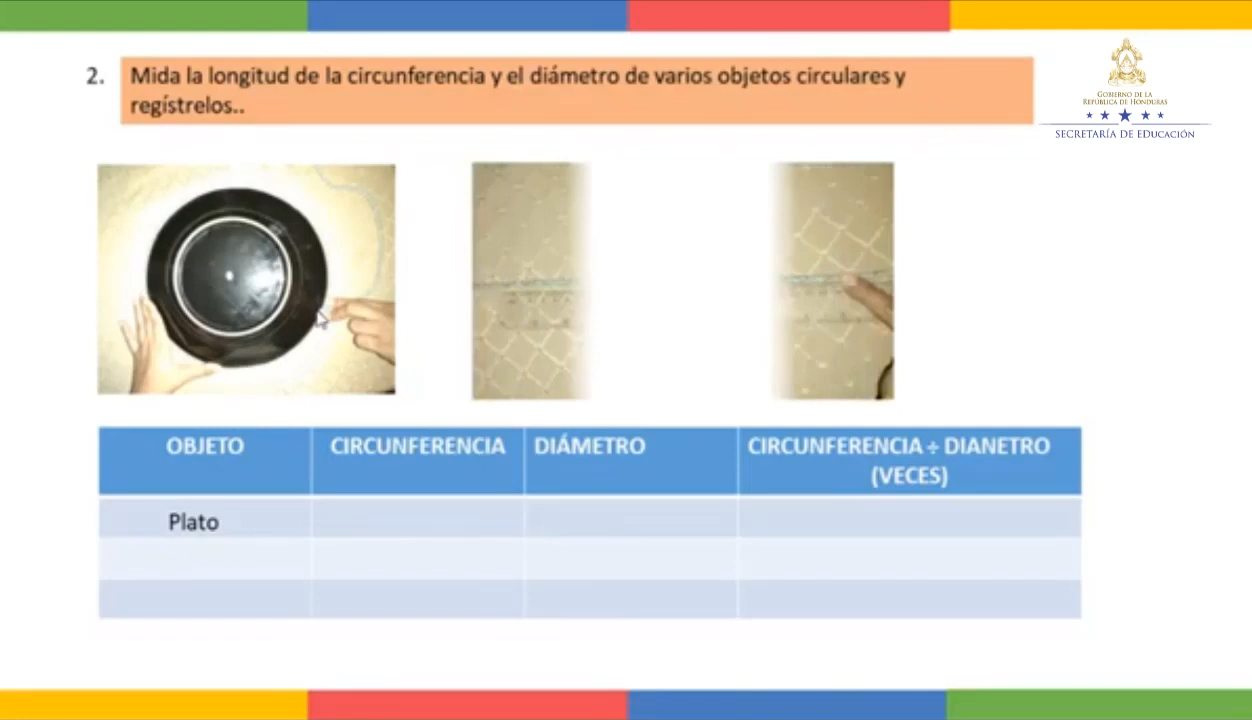 2. Mida la longitud de la circunferencia y el diámetro de varios objetos circulares y
regístrelos..
GOBIERNO DE LA
REPÚBLICA DE HONDURAS
SECRETARÍA DE EDUCACIÓN
OBJETO CIRCUNFERENCIA DIÁMETRO CIRCUNFERENCIA ÷ DIANETRO
(VECES)
Plato